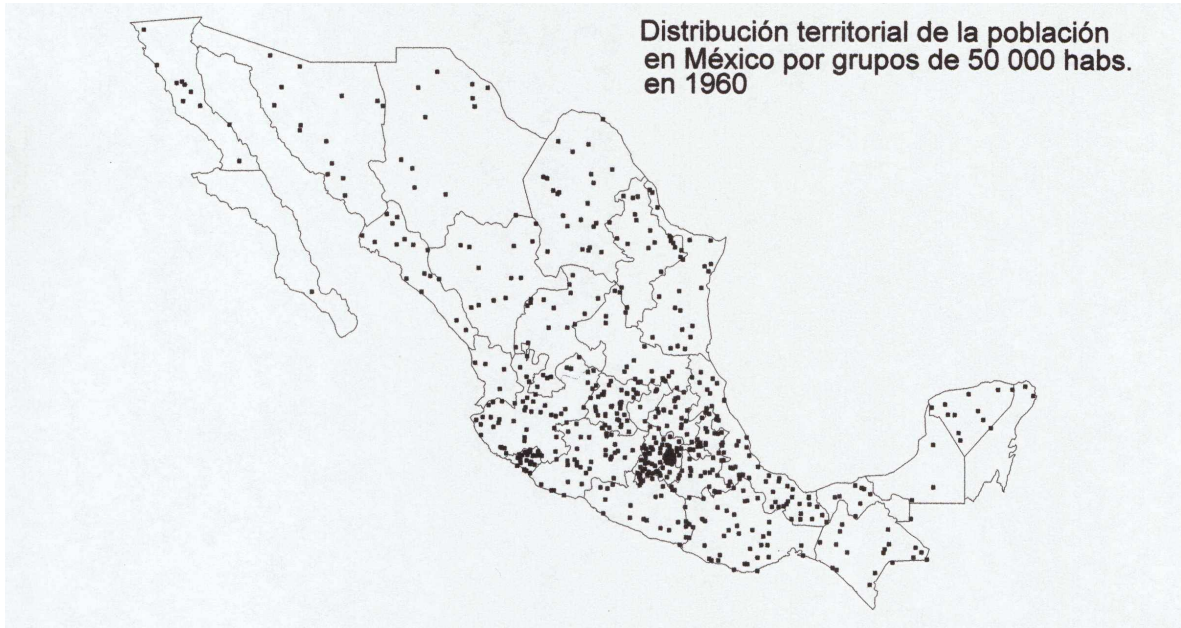 Distribución territorial de la población
en México por grupos de 50 000 habs.
en 1960